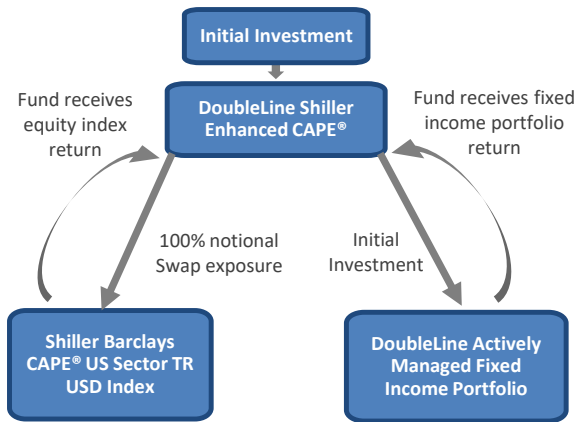 Initial Investment
DoubleLine Shiller
Enhanced CAPE®
Fund receives
equity index
return
Fund receives fixed
income portfolio
return
100% notional
Swap exposure
Initial
Investment
Shiller Barclays
CAPE® US Sector TR
USD Index
DoubleLine Actively
Managed Fixed
Income Portfolio